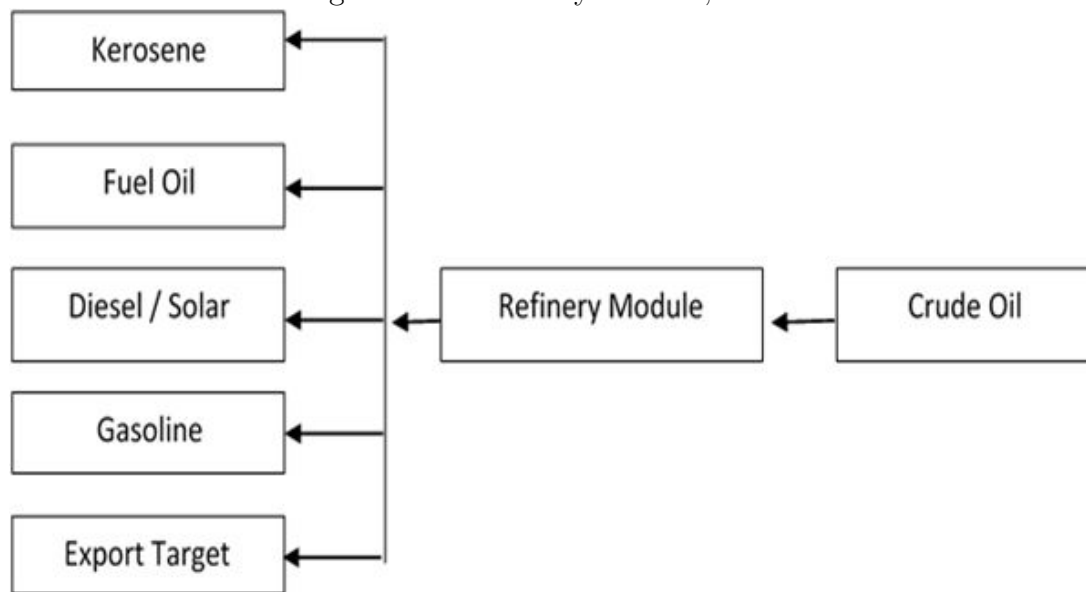 Kerosene
Fuel Oil
Diesel / Solar
Refinery Module
Crude Oil
Gasoline
Export Target